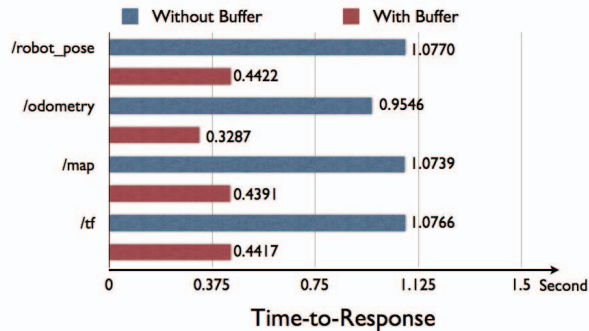 Without Buffer With Buffer
/robot_pose 1.0770
0.4422
/odometry 0.9546
0.3287
/map 1.0739
0.4391
/tf 1.0766
0.4417
0 0.375 0.75 1.125 1.5 Second
Time-to-Response